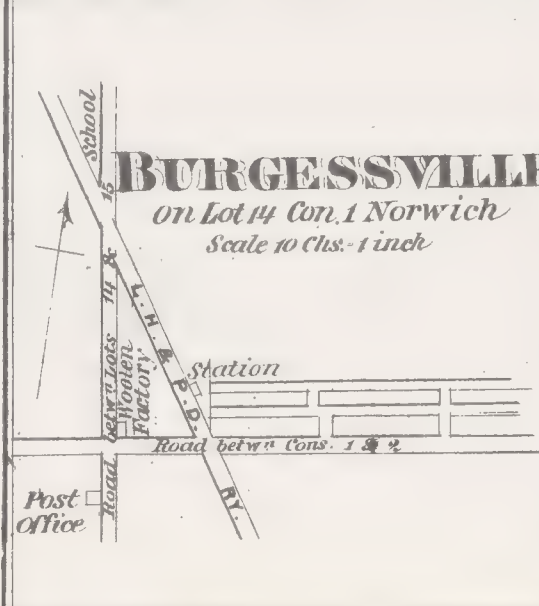 School
BURGESSVILLE
On Lot 14 Con. 1 Norwich
Scale 10 Chs. = 1 inch
Road betwn Lots 14 & 15
L. H. & P. D. RY.
Woolen
Factory
Station
Road betwn Cons. 1 & 2
Post
Office